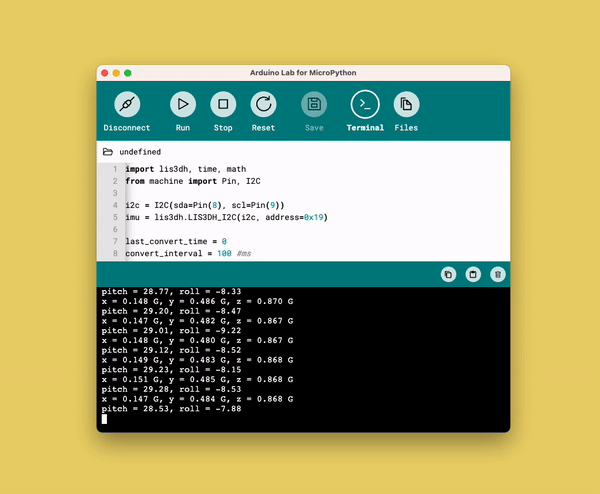 Arduino Lab for MicroPython
Disconnect Run Stop Reset Save Terminal Files
undefined
1 import lis3dh, time, math
2 from machine import Pin, I2C
3
4 i2c = I2C(sda=Pin(8), scl=Pin(9))
5 imu = lis3dh.LIS3DH_I2C(i2c, address=0x19)
6
7 last_convert_time = 0
8 convert_interval = 100 #ms
pitch = 28.77, roll = -8.33
x = 0.148 G, y = 0.486 G, z = 0.870 G
pitch = 29.20, roll = -8.47
x = 0.147 G, y = 0.482 G, z = 0.867 G
pitch = 29.01, roll = -9.22
x = 0.148 G, y = 0.480 G, z = 0.867 G
pitch = 29.12, roll = -8.52
x = 0.149 G, y = 0.483 G, z = 0.868 G
pitch = 29.23, roll = -8.15
x = 0.151 G, y = 0.485 G, z = 0.868 G
pitch = 29.28, roll = -8.53
x = 0.147 G, y = 0.484 G, z = 0.868 G
pitch = 28.53, roll = -7.88